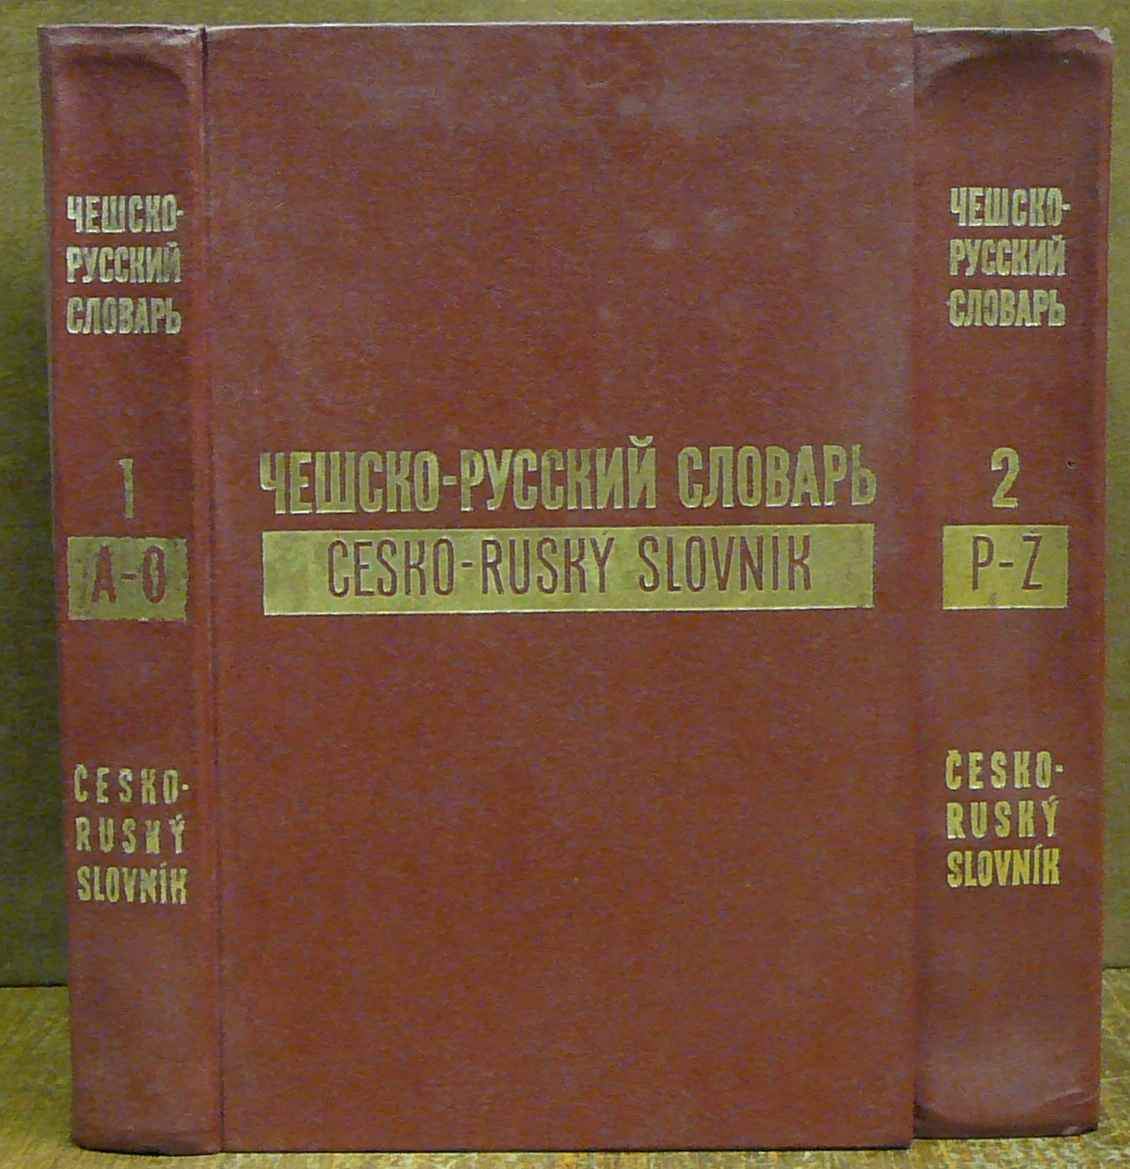 ЧЕШСКО-
РУССКИЙ
СЛОВАРЬ
1
A-O
ČESKO-
RUSKÝ
SLOVNÍK
ЧЕШСКО-РУССКИЙ СЛОВАРЬ
ČESKO-RUSKÝ SLOVNÍK
ЧЕШСКО-
РУССКИЙ
СЛОВАРЬ
2
P-Ž
ČESKO-
RUSKÝ
SLOVNÍK